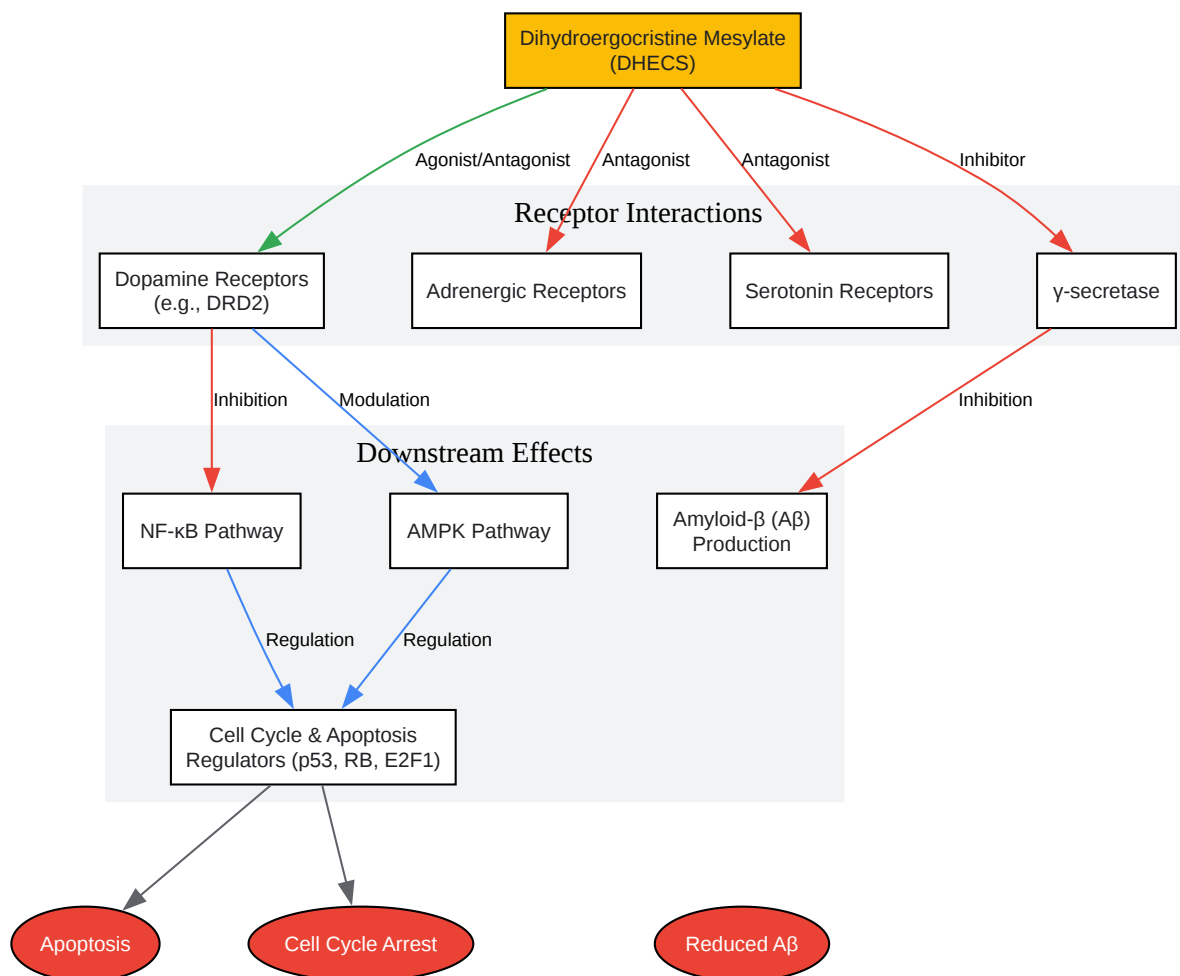 Dihydroergocristine Mesylate
(DHECS)
Agonist/Antagonist
Antagonist
Antagonist
Inhibitor
Receptor Interactions
Dopamine Receptors
(e.g., DRD2)
Adrenergic Receptors
Serotonin Receptors
γ-secretase
Inhibition
Modulation
Inhibition
Downstream Effects
NF-κB Pathway
AMPK Pathway
Amyloid-β (Aβ)
Production
Regulation
Regulation
Cell Cycle & Apoptosis
Regulators (p53, RB, E2F1)
Apoptosis
Cell Cycle Arrest
Reduced Aβ